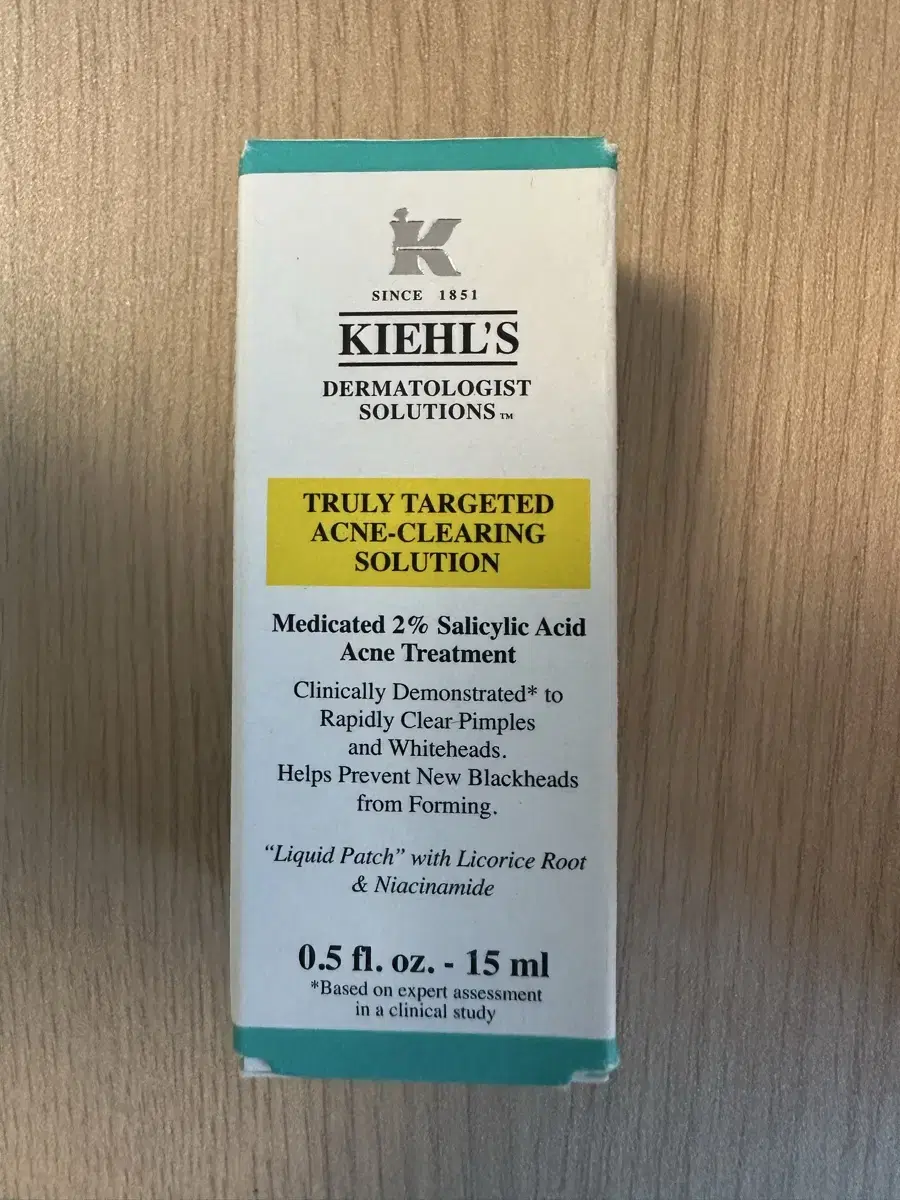 K
SINCE 1851
KIEHL'S
DERMATOLOGIST
SOLUTIONS™
TRULY TARGETED
ACNE-CLEARING
SOLUTION
Medicated 2% Salicylic Acid
Acne Treatment
Clinically Demonstrated* to
Rapidly Clear Pimples
and Whiteheads.
Helps Prevent New Blackheads
from Forming.
“Liquid Patch” with Licorice Root
& Niacinamide
0.5 fl. oz. - 15 ml
*Based on expert assessment
in a clinical study